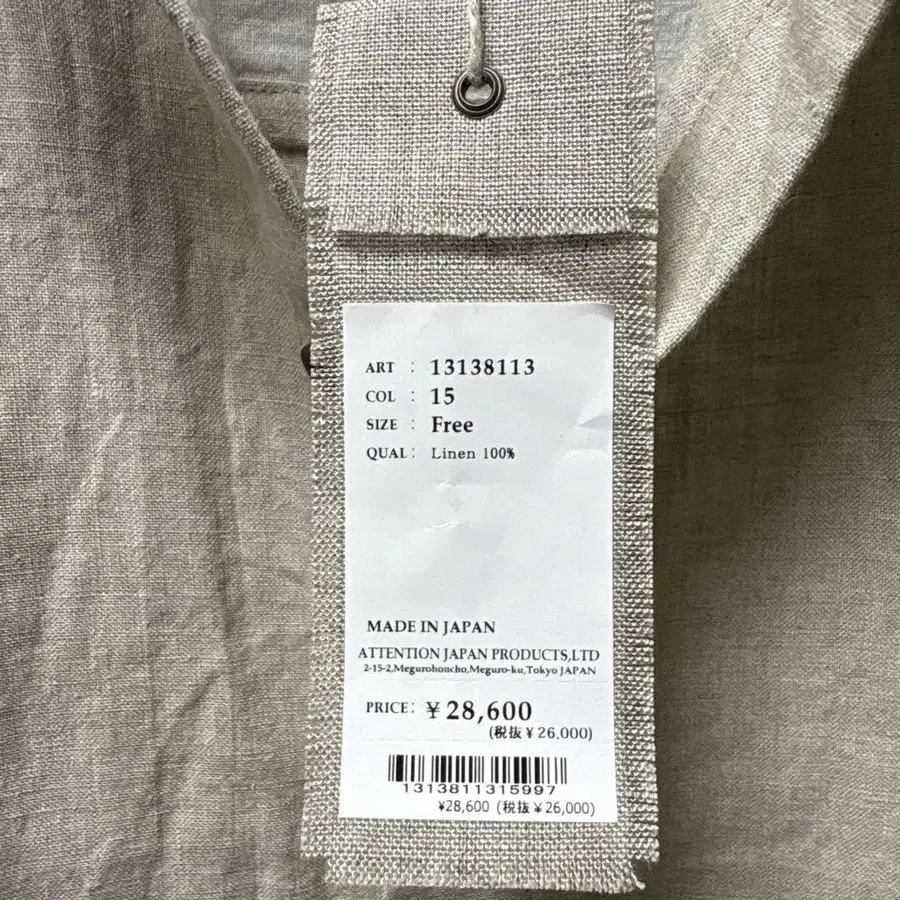 ART : 13138113
COL : 15
SIZE : Free
QUAL : Linen 100%
MADE IN JAPAN
ATTENTION JAPAN PRODUCTS,LTD
2-15-2,Megurohoncho,Meguro-ku,Tokyo JAPAN
PRICE: ¥ 28,600
(税抜 ¥ 26,000)
1313811315997
¥28,600 (税抜 ¥ 26,000)